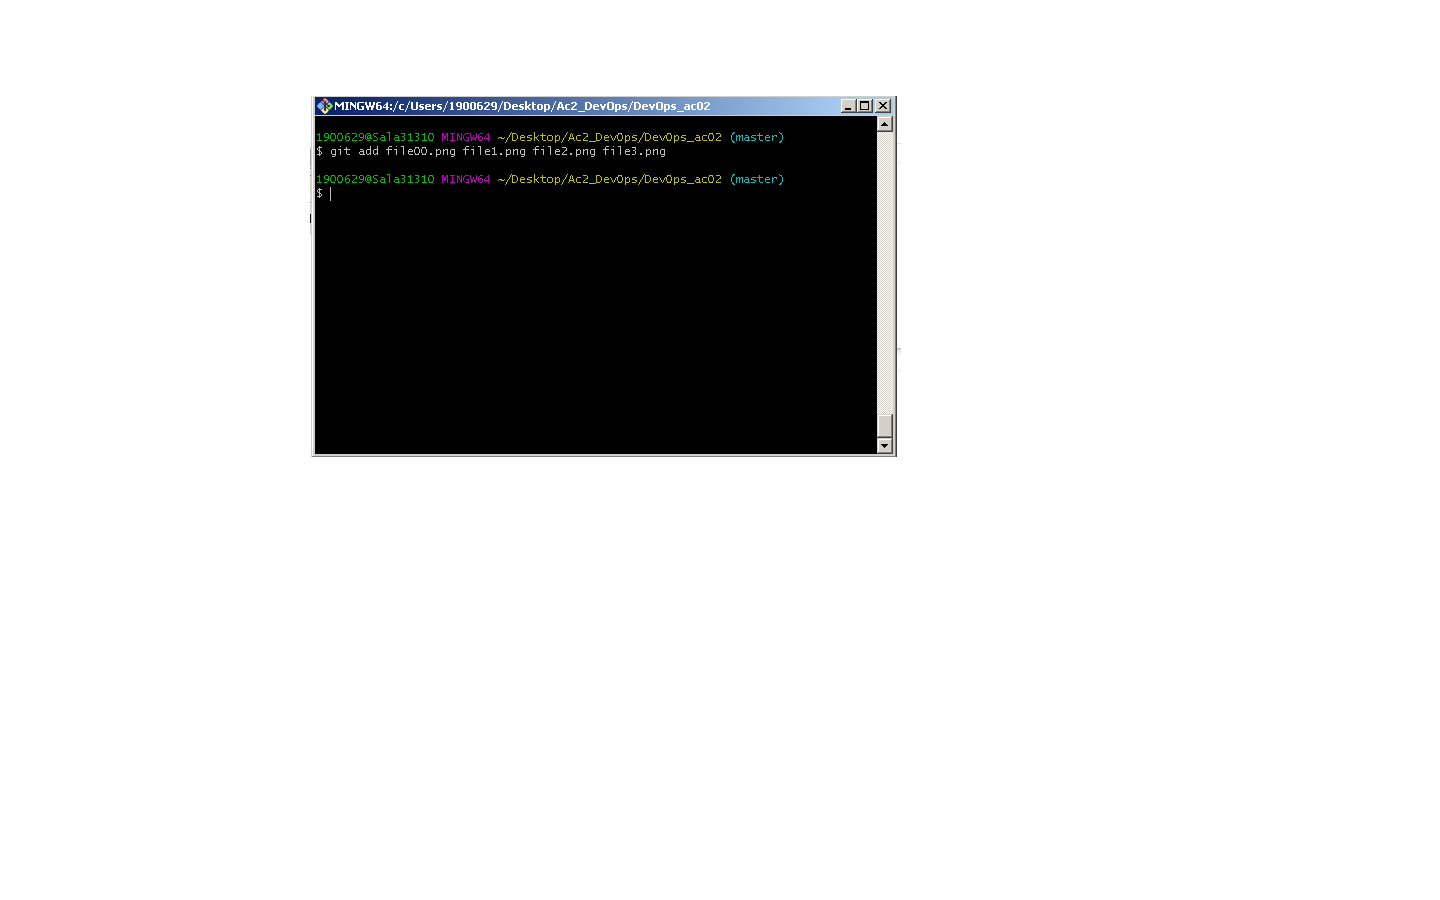 MINGW64:/c/Users/1900629/Desktop/Ac2_DevOps/DevOps_ac02
1900629@Sala31310 MINGW64 ~/Desktop/Ac2_DevOps/DevOps_ac02 (master)
$ git add file00.png file1.png file2.png file3.png
1900629@Sala31310 MINGW64 ~/Desktop/Ac2_DevOps/DevOps_ac02 (master)
$